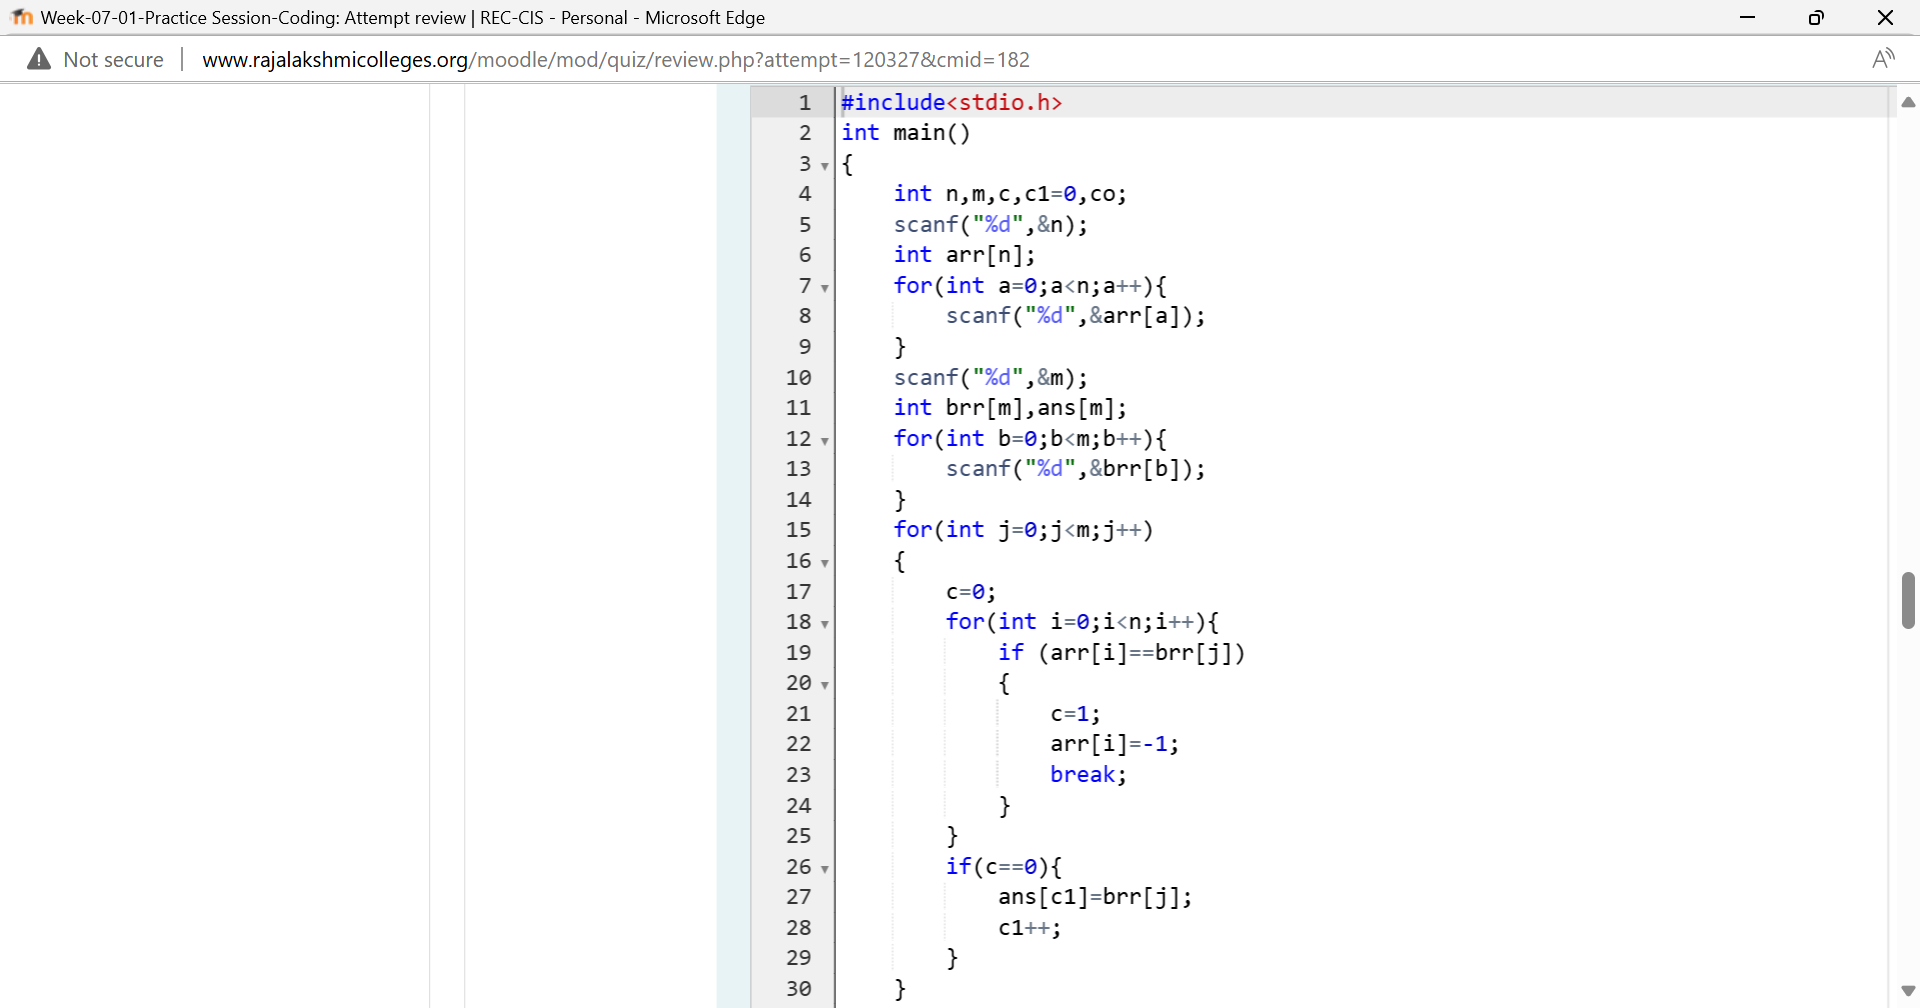 Week-07-01-Practice Session-Coding: Attempt review | REC-CIS - Personal - Microsoft Edge
Not secure | www.rajalakshmicolleges.org/moodle/mod/quiz/review.php?attempt=120327&cmid=182
1 #include<stdio.h>
2 int main()
3 {
4     int n,m,c,c1=0,co;
5     scanf("%d",&n);
6     int arr[n];
7     for(int a=0;a<n;a++){
8         scanf("%d",&arr[a]);
9     }
10     scanf("%d",&m);
11     int brr[m],ans[m];
12     for(int b=0;b<m;b++){
13         scanf("%d",&brr[b]);
14     }
15     for(int j=0;j<m;j++)
16     {
17         c=0;
18         for(int i=0;i<n;i++){
19             if (arr[i]==brr[j])
20             {
21                 c=1;
22                 arr[i]=-1;
23                 break;
24             }
25         }
26         if(c==0){
27             ans[c1]=brr[j];
28             c1++;
29         }
30     }